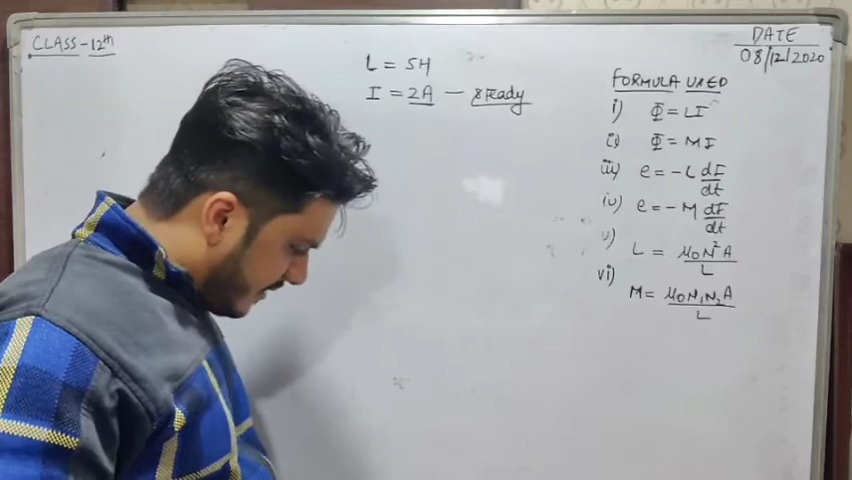 CLASS-12th
DATE
08/12/2020
L = 5H
I = 2A - steady
FORMULA USED
i) Φ = LI
ii) Φ = MI
iii) e = -L dI/dt
iv) e = -M dI/dt
v) L = μ0N²A/L
vi) M = μ0N1N2A/L